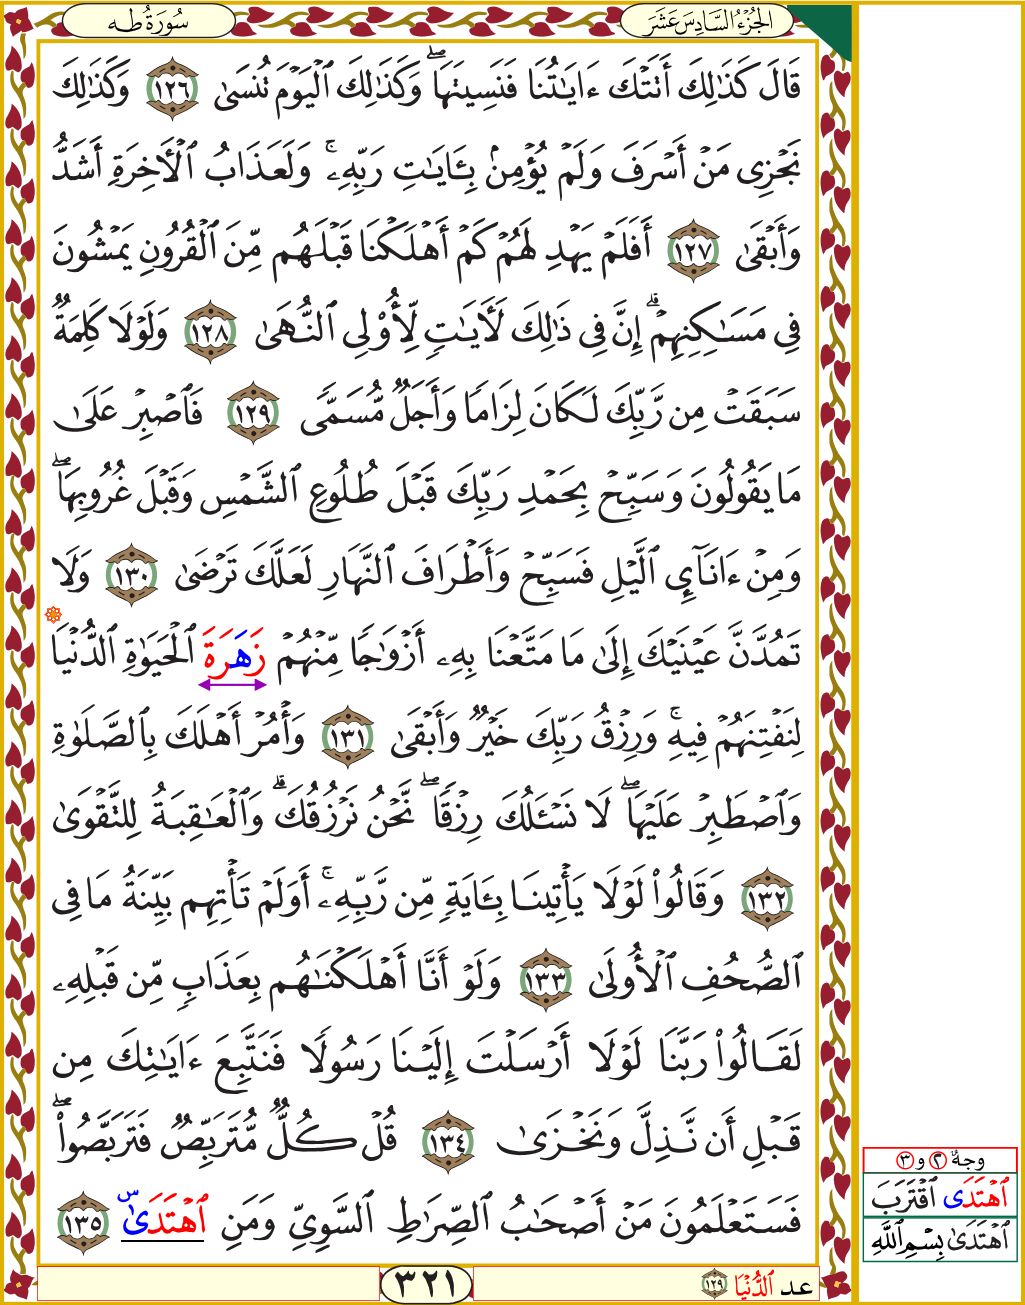 الجُزْءُ السَّادِسَ عَشَرَ
سُورَةُ طه
قَالَ كَذَٰلِكَ أَتَتْكَ ءَايَٰتُنَا فَنَسِيتَهَاۖ وَكَذَٰلِكَ ٱلْيَوْمَ تُنسَىٰ ١٢٦ وَكَذَٰلِكَ
نَجْزِى مَنْ أَسْرَفَ وَلَمْ يُؤْمِنۢ بِـَٔايَٰتِ رَبِّهِۦۚ وَلَعَذَابُ ٱلْأَخِرَةِ أَشَدُّ
وَأَبْقَىٰ ١٢٧ أَفَلَمْ يَهْدِ لَهُمْ كَمْ أَهْلَكْنَا قَبْلَهُم مِّنَ ٱلْقُرُونِ يَمْشُونَ
فِى مَسَٰكِنِهِمْۗ إِنَّ فِى ذَٰلِكَ لَأٓيَٰتٍ لِّأُو۟لِى ٱلنُّهَىٰ ١٢٨ وَلَوْلَا كَلِمَةٌ
سَبَقَتْ مِن رَّبِّكَ لَكَانَ لِزَامًا وَأَجَلٌ مُّسَمًّى ١٢٩ فَٱصْبِرْ عَلَىٰ
مَا يَقُولُونَ وَسَبِّحْ بِحَمْدِ رَبِّكَ قَبْلَ طُلُوعِ ٱلشَّمْسِ وَقَبْلَ غُرُوبِهَاۖ
وَمِنْ ءَانَآئِ ٱلَّيْلِ فَسَبِّحْ وَأَطْرَافَ ٱلنَّهَارِ لَعَلَّكَ تَرْضَىٰ ١٣٠ وَلَا
تَمُدَّنَّ عَيْنَيْكَ إِلَىٰ مَا مَتَّعْنَا بِهِۦ أَزْوَٰجًا مِّنْهُمْ زَهَرَةَ ٱلْحَيَوٰةِ ٱلدُّنْيَا
لِنَفْتِنَهُمْ فِيهِۚ وَرِزْقُ رَبِّكَ خَيْرٌ وَأَبْقَىٰ ١٣١ وَأْمُرْ أَهْلَكَ بِٱلصَّلَوٰةِ
وَٱصْطَبِرْ عَلَيْهَاۖ لَا نَسْـَٔلُكَ رِزْقًاۖ نَّحْنُ نَرْزُقُكَۗ وَٱلْعَٰقِبَةُ لِلتَّقْوَىٰ
١٣٢ وَقَالُوا۟ لَوْلَا يَأْتِينَا بِـَٔايَةٍ مِّن رَّبِّهِۦٓۚ أَوَلَمْ تَأْتِهِم بَيِّنَةُ مَا فِى
ٱلصُّحُفِ ٱلْأُولَىٰ ١٣٣ وَلَوْ أَنَّا أَهْلَكْنَٰهُم بِعَذَابٍ مِّن قَبْلِهِۦ
لَقَالُوا۟ رَبَّنَا لَوْلَا أَرْسَلْتَ إِلَيْنَا رَسُولًا فَنَتَّبِعَ ءَايَٰتِكَ مِن
قَبْلِ أَن نَّذِلَّ وَنَخْزَىٰ ١٣٤ قُلْ كُلٌّ مُّتَرَبِّصٌ فَتَرَبَّصُوا۟ۖ
فَسَتَعْلَمُونَ مَنْ أَصْحَٰبُ ٱلصِّرَٰطِ ٱلسَّوِىِّ وَمَنِ ٱهْتَدَىٰ س ١٣٥
وجهٌ ٢ و ٣
ٱهْتَدَى ٱقْتَرَبَ
ٱهْتَدَىٰ بِسْمِ ٱللَّهِ
عد ٱلدُّنْيَا ١٢٩
٣٢١